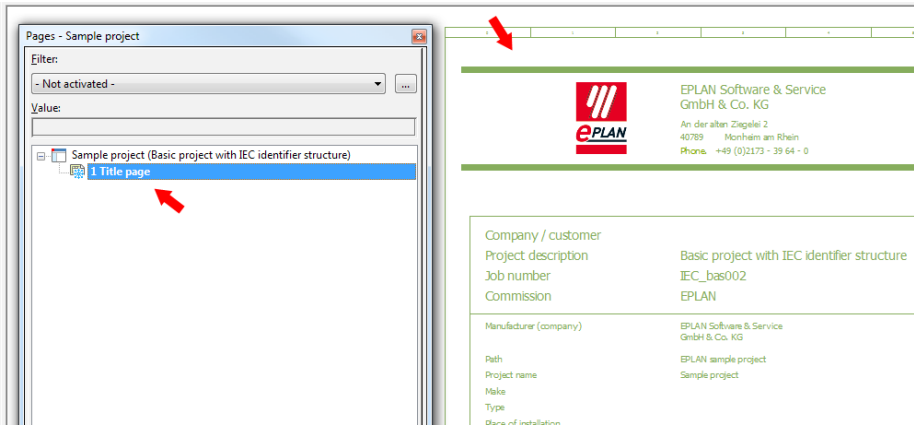 Pages - Sample project
Filter:
- Not activated -
...
Value:
Sample project (Basic project with IEC identifier structure)
1 Title page
ePLAN
EPLAN Software & Service
GmbH & Co. KG
An der alten Ziegelei 2
40789 Monheim am Rhein
Phone. +49 (0)2173 - 39 64 - 0
Company / customer
Project description Basic project with IEC identifier structure
Job number IEC_bas002
Commission EPLAN
Manufacturer (company) EPLAN Software & Service
GmbH & Co. KG
Path EPLAN sample project
Project name Sample project
Make
Type
Place of installation